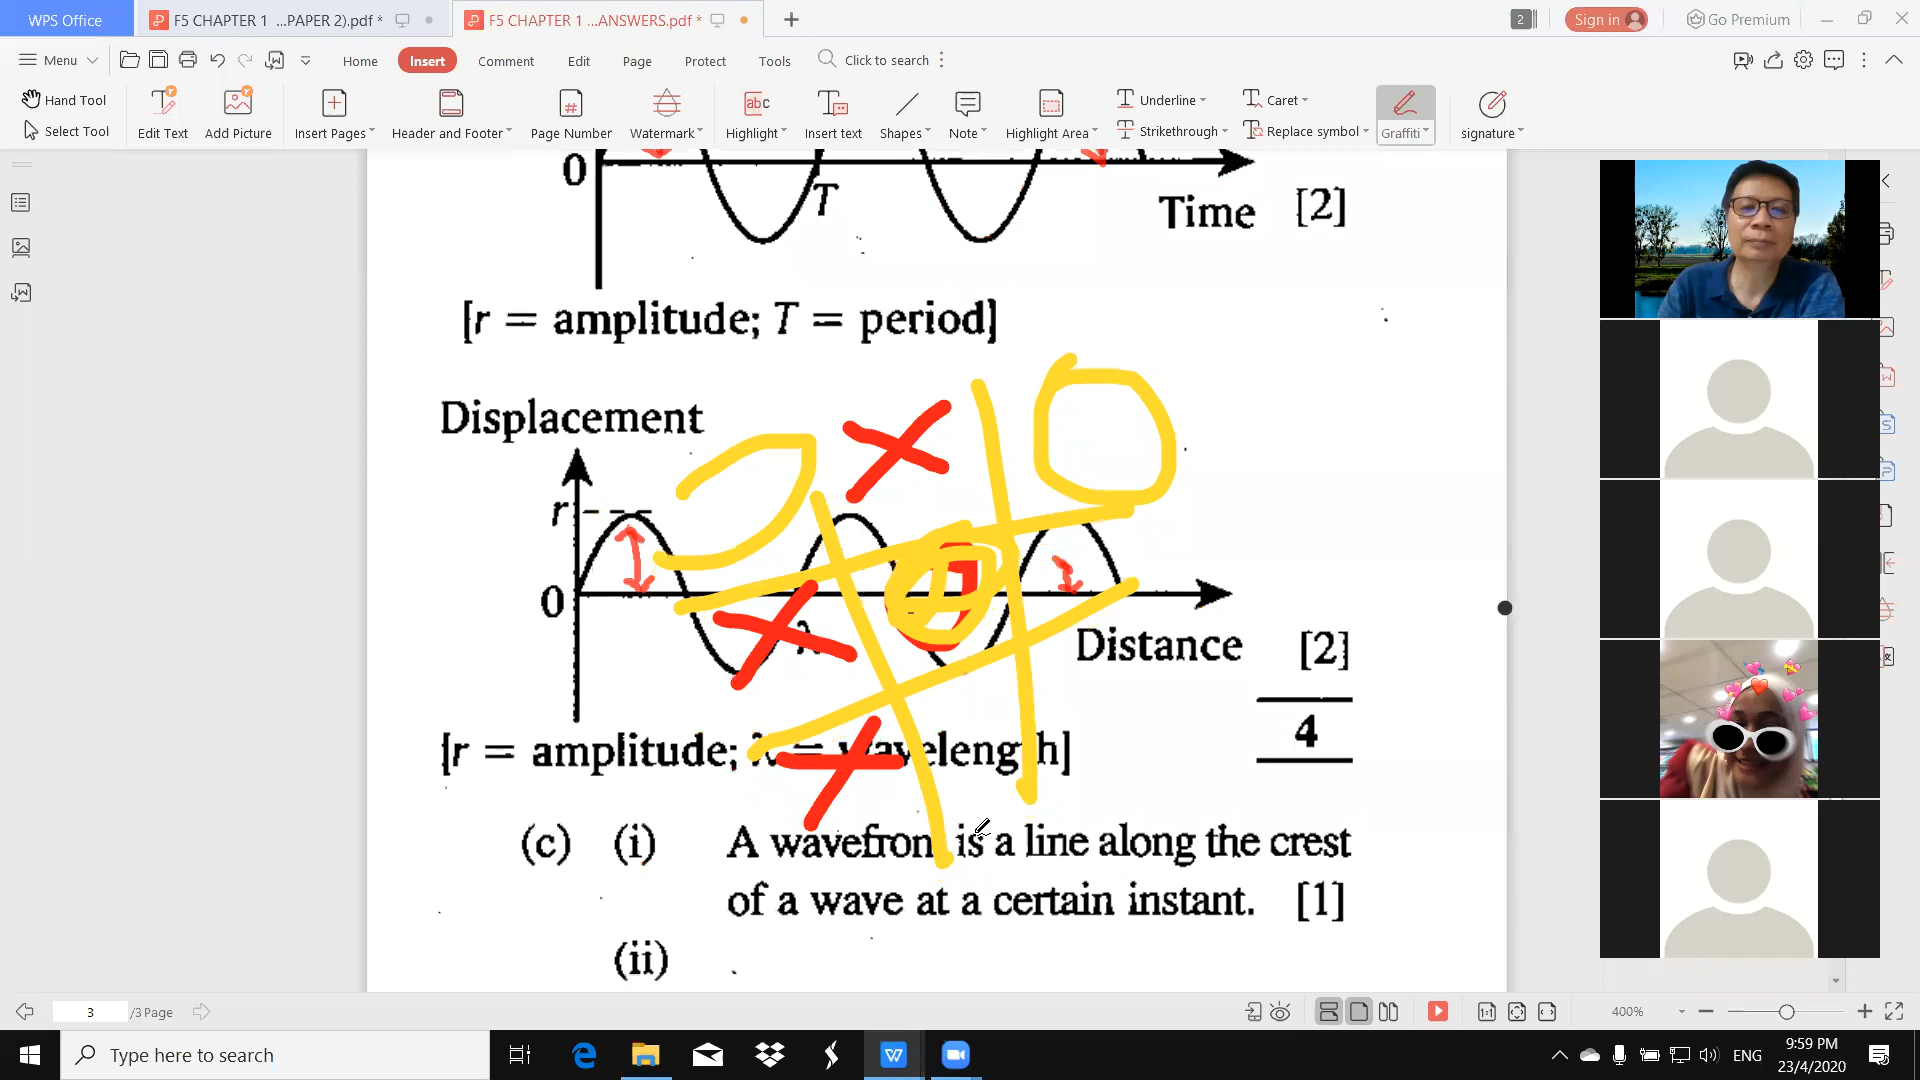 WPS Office
F5 CHAPTER 1 ...PAPER 2).pdf *
F5 CHAPTER 1 ...ANSWERS.pdf *
2
Sign in
Go Premium
Menu
Home
Insert
Comment
Edit
Page
Protect
Tools
Click to search
Hand Tool
Select Tool
Edit Text
Add Picture
Insert Pages
Header and Footer
Page Number
Watermark
Highlight
Insert text
Shapes
Note
Highlight Area
Underline
Strikethrough
Caret
Replace symbol
Graffiti
signature
0
T
Time [2]
[r = amplitude; T = period]
Displacement
r
0
λ
Distance [2]
4
[r = amplitude; λ = wavelength]
(c) (i) A wavefront is a line along the crest
of a wave at a certain instant. [1]
(ii)
3 /3 Page
400%
Type here to search
ENG
9:59 PM
23/4/2020